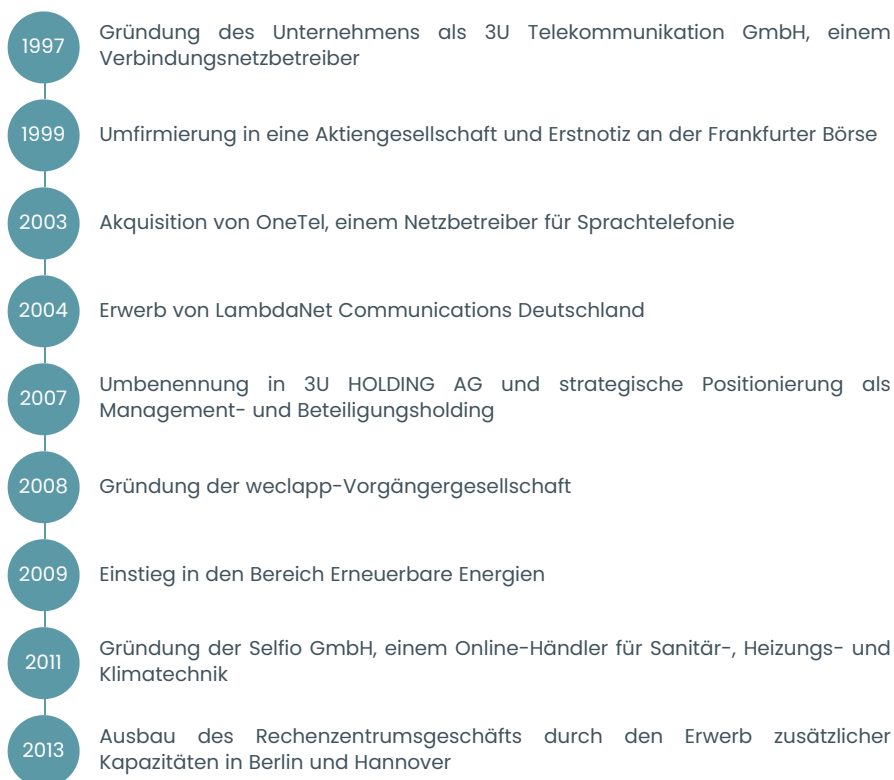 1997
Gründung des Unternehmens als 3U Telekommunikation GmbH, einem
Verbindungsnetzbetreiber
1999
Umfirmierung in eine Aktiengesellschaft und Erstnotiz an der Frankfurter Börse
2003
Akquisition von OneTel, einem Netzbetreiber für Sprachtelefonie
2004
Erwerb von LambdaNet Communications Deutschland
2007
Umbenennung in 3U HOLDING AG und strategische Positionierung als
Management- und Beteiligungsholding
2008
Gründung der weclapp-Vorgängergesellschaft
2009
Einstieg in den Bereich Erneuerbare Energien
2011
Gründung der Selfio GmbH, einem Online-Händler für Sanitär-, Heizungs- und
Klimatechnik
2013
Ausbau des Rechenzentrumsgeschäfts durch den Erwerb zusätzlicher
Kapazitäten in Berlin und Hannover